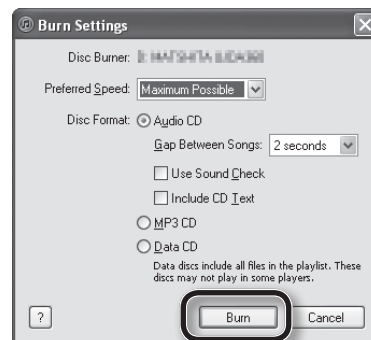 Burn Settings
Disc Burner:
Preferred Speed: Maximum Possible
Disc Format: Audio CD
Gap Between Songs: 2 seconds
Use Sound Check
Include CD Text
MP3 CD
Data CD
Data discs include all files in the playlist. These
discs may not play in some players.
? Burn Cancel